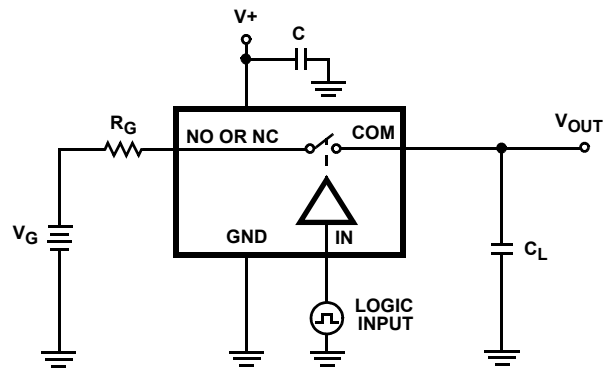 V+
C
RG
NO OR NC
COM
VOUT
VG
GND
IN
CL
LOGIC
INPUT